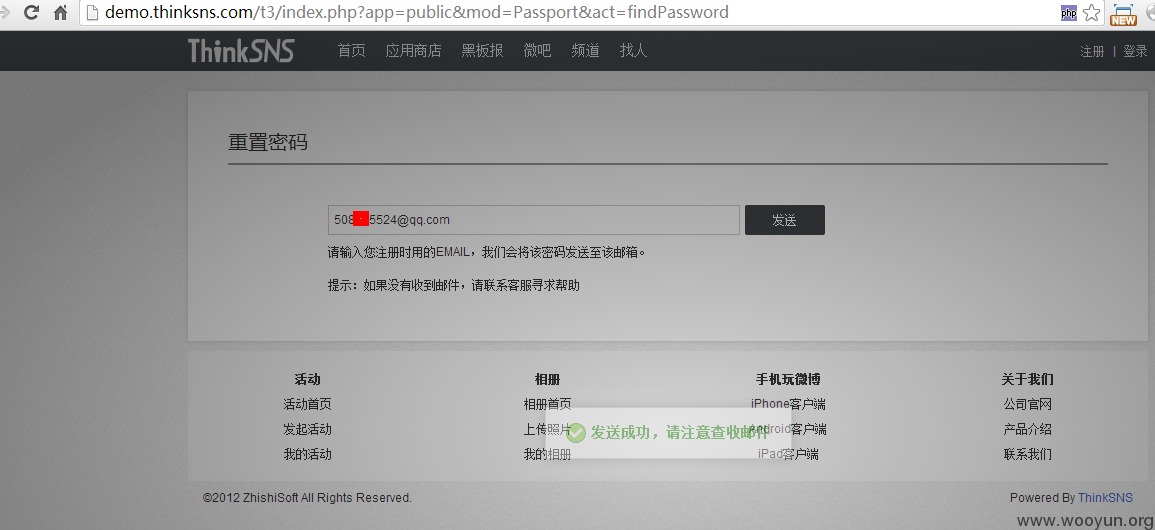 demo.thinksns.com/t3/index.php?app=public&mod=Passport&act=findPassword
php
NEW
ThinkSNS 首页 应用商店 黑板报 微吧 频道 找人 注册 | 登录
重置密码
508 5524@qq.com 发送
请输入您注册时用的EMAIL，我们会将该密码发送至该邮箱。
提示：如果没有收到邮件，请联系客服寻求帮助
活动 相册 手机玩微博 关于我们
活动首页 相册首页 iPhone客户端 公司官网
发起活动 上传照片 Android客户端 产品介绍
发送成功，请注意查收邮件
我的活动 我的相册 iPad客户端 联系我们
©2012 ZhishiSoft All Rights Reserved. Powered By ThinkSNS
www.wooyun.org